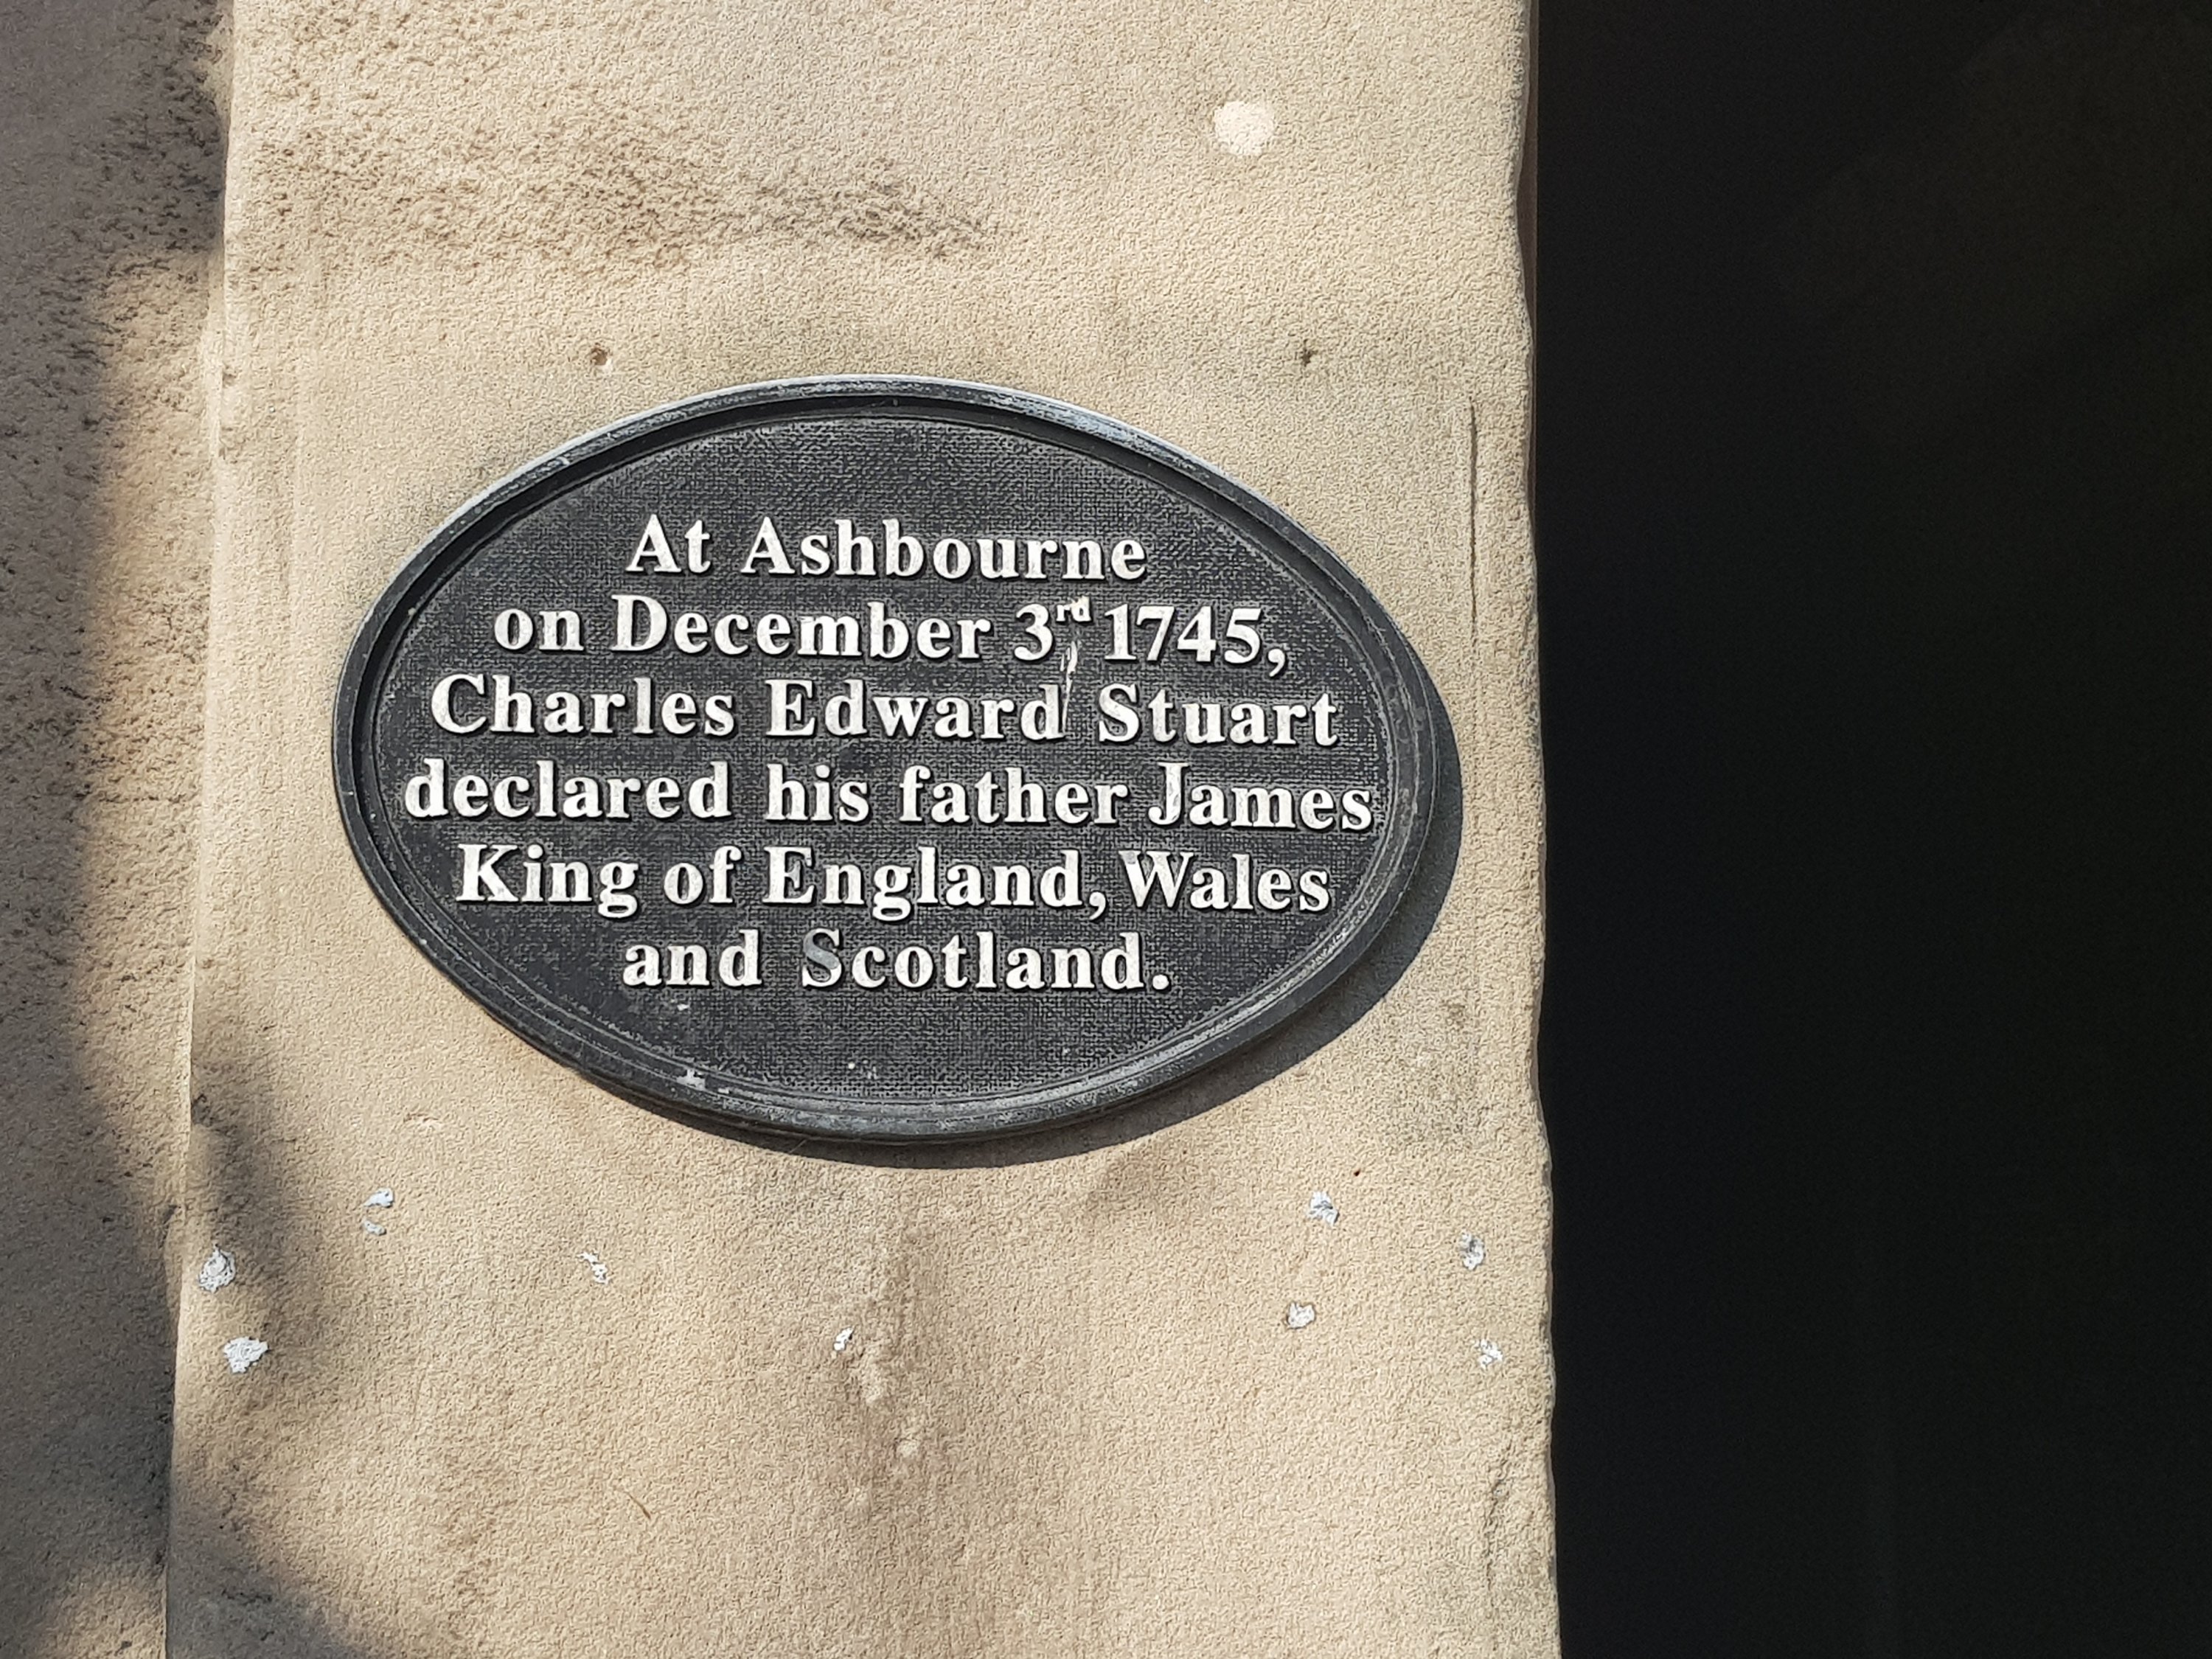 At Ashbourne
on December 3rd 1745,
Charles Edward Stuart
declared his father James
King of England, Wales
and Scotland.